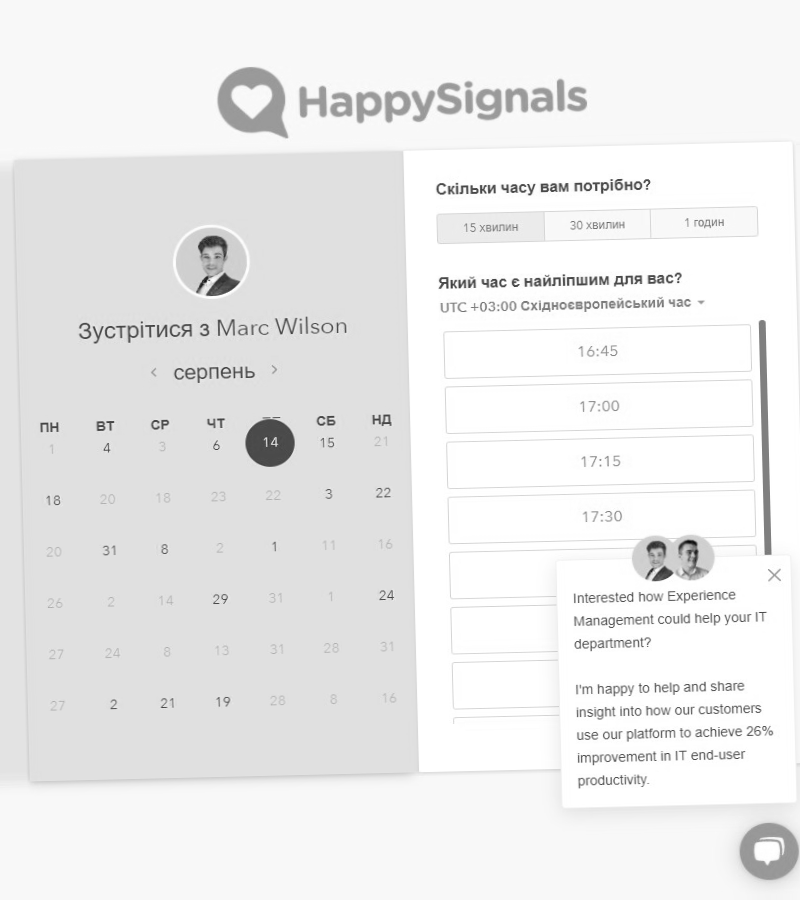 HappySignals
Зустрітися з Marc Wilson
серпень
ПН ВТ СР ЧТ СБ НД
1 4 3 6 14 15 21
18 20 18 23 22 3 22
20 31 8 2 1 11 16
26 2 14 29 31 1 24
27 24 8 13 31 28 31
27 2 21 19 28 8 16
Скільки часу вам потрібно?
15 хвилин 30 хвилин 1 годин
Який час є найліпшим для вас?
UTC +03:00 Східноєвропейський час
16:45
17:00
17:15
17:30
Interested how Experience
Management could help your IT
department?
I'm happy to help and share
insight into how our customers
use our platform to achieve 26%
improvement in IT end-user
productivity.